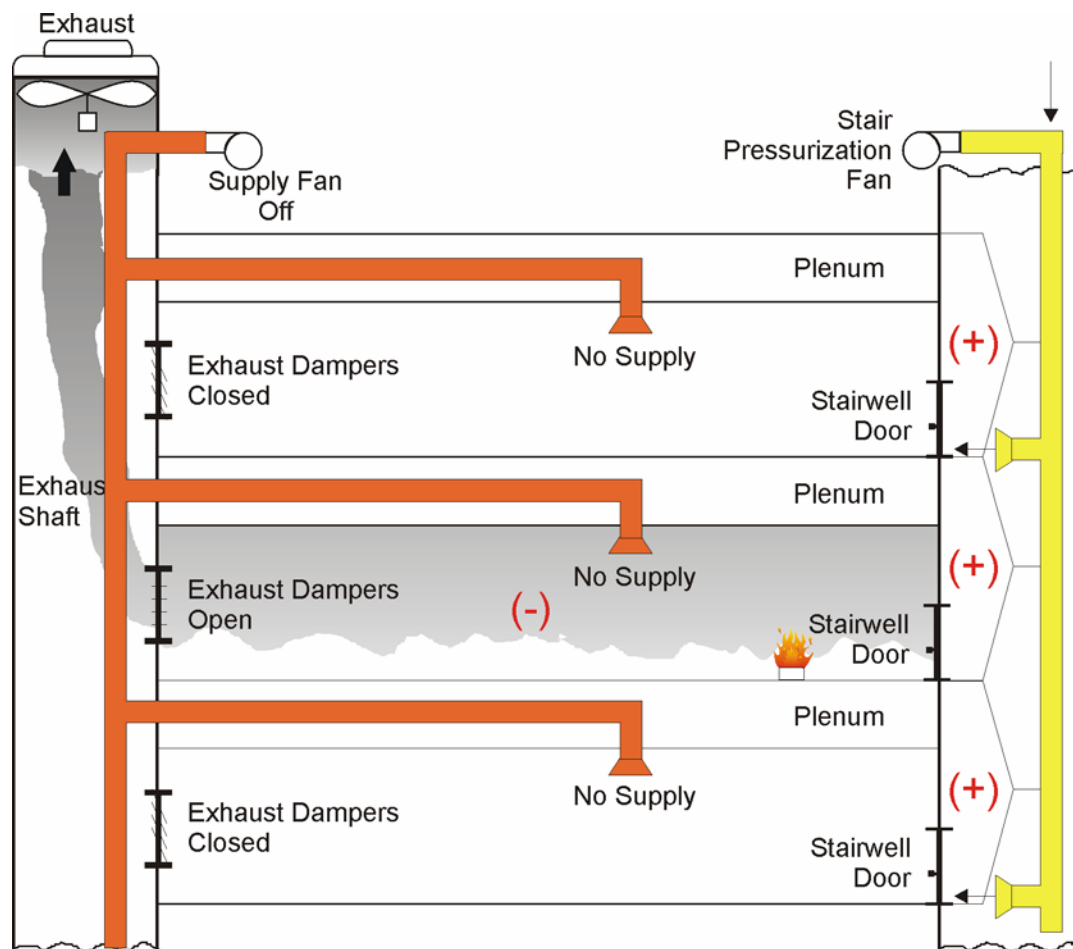 Exhaust
Supply Fan
Off
Stair
Pressurization
Fan
Plenum
No Supply
(+)
Exhaust Dampers
Closed
Stairwell
Door
Exhaus
Shaft
Plenum
No Supply
(+)
Exhaust Dampers
Open
(-)
Stairwell
Door
Plenum
No Supply
(+)
Exhaust Dampers
Closed
Stairwell
Door